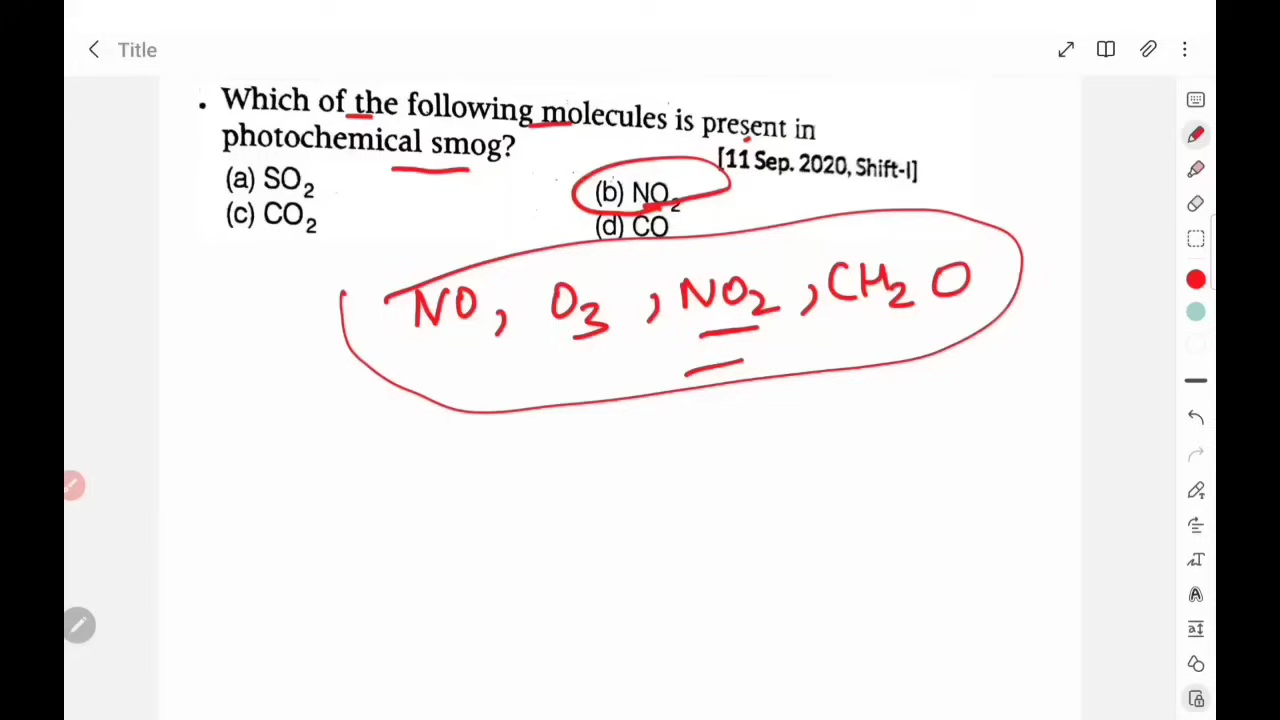 Title
. Which of the following molecules is present in
photochemical smog?
[11 Sep. 2020, Shift-I]
(a) SO2 (b) NO2
(c) CO2 (d) CO
NO, O3, NO2, CH2O